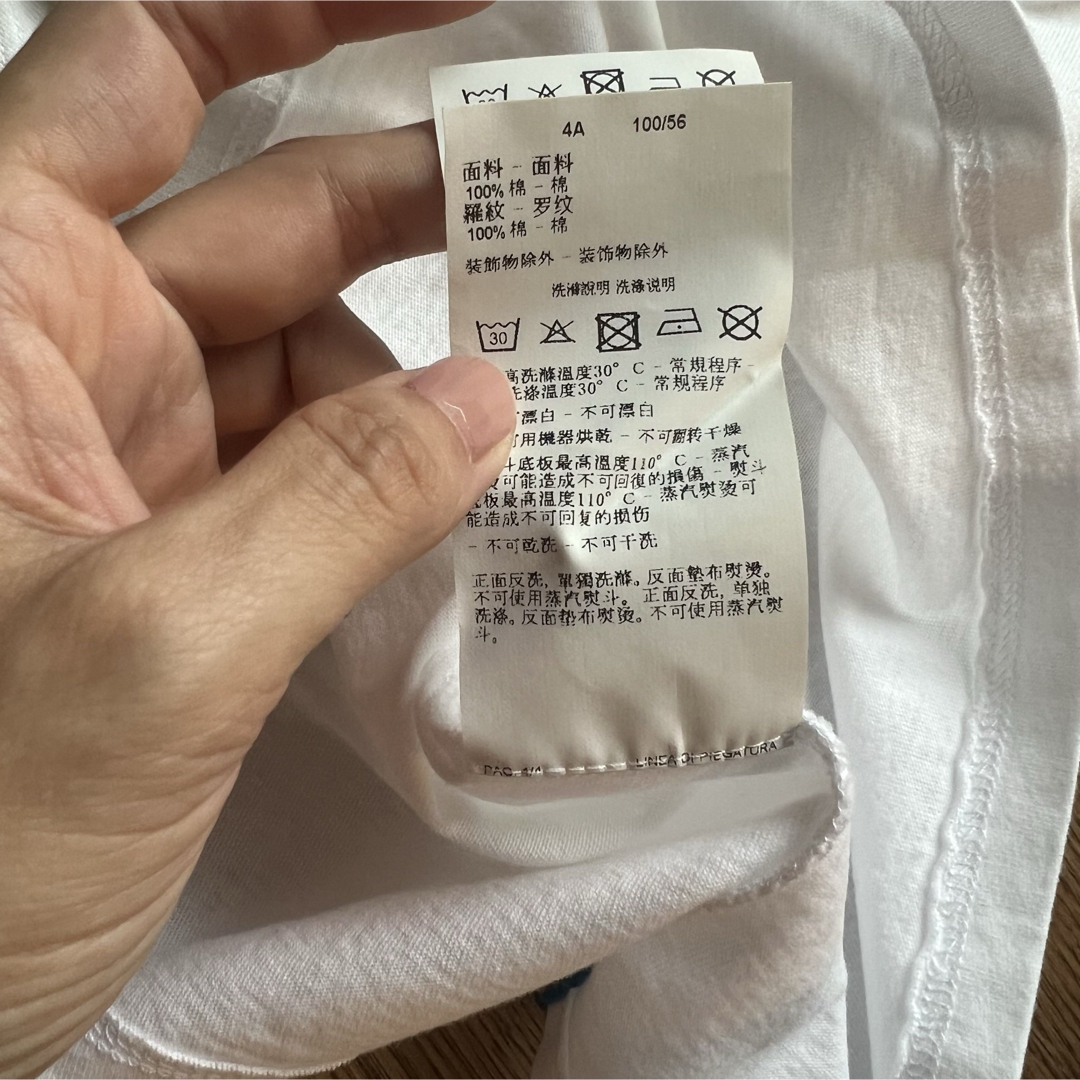 4A 100/56
面料 - 面料
100% 棉 - 棉
羅紋 - 罗纹
100% 棉 - 棉
装飾物除外 - 装饰物除外
洗滌說明 洗涤说明
30
高洗滌溫度30° C - 常規程序 -
洗涤温度30° C - 常规程序
漂白 - 不可漂白
用機器烘乾 - 不可翻转干燥
斗底板最高溫度110° C - 蒸汽
可能造成不可回復的損傷 - 熨斗
板最高温度110° C - 蒸汽熨烫可
能造成不可回复的损伤
- 不可乾洗 - 不可干洗
正面反洗, 單獨洗滌。反面墊布熨燙。
不可使用蒸汽熨斗。正面反洗, 单独
洗涤。反面垫布熨烫。不可使用蒸汽熨
斗。
PAG 4/4 LINEA DI PIEGATURA